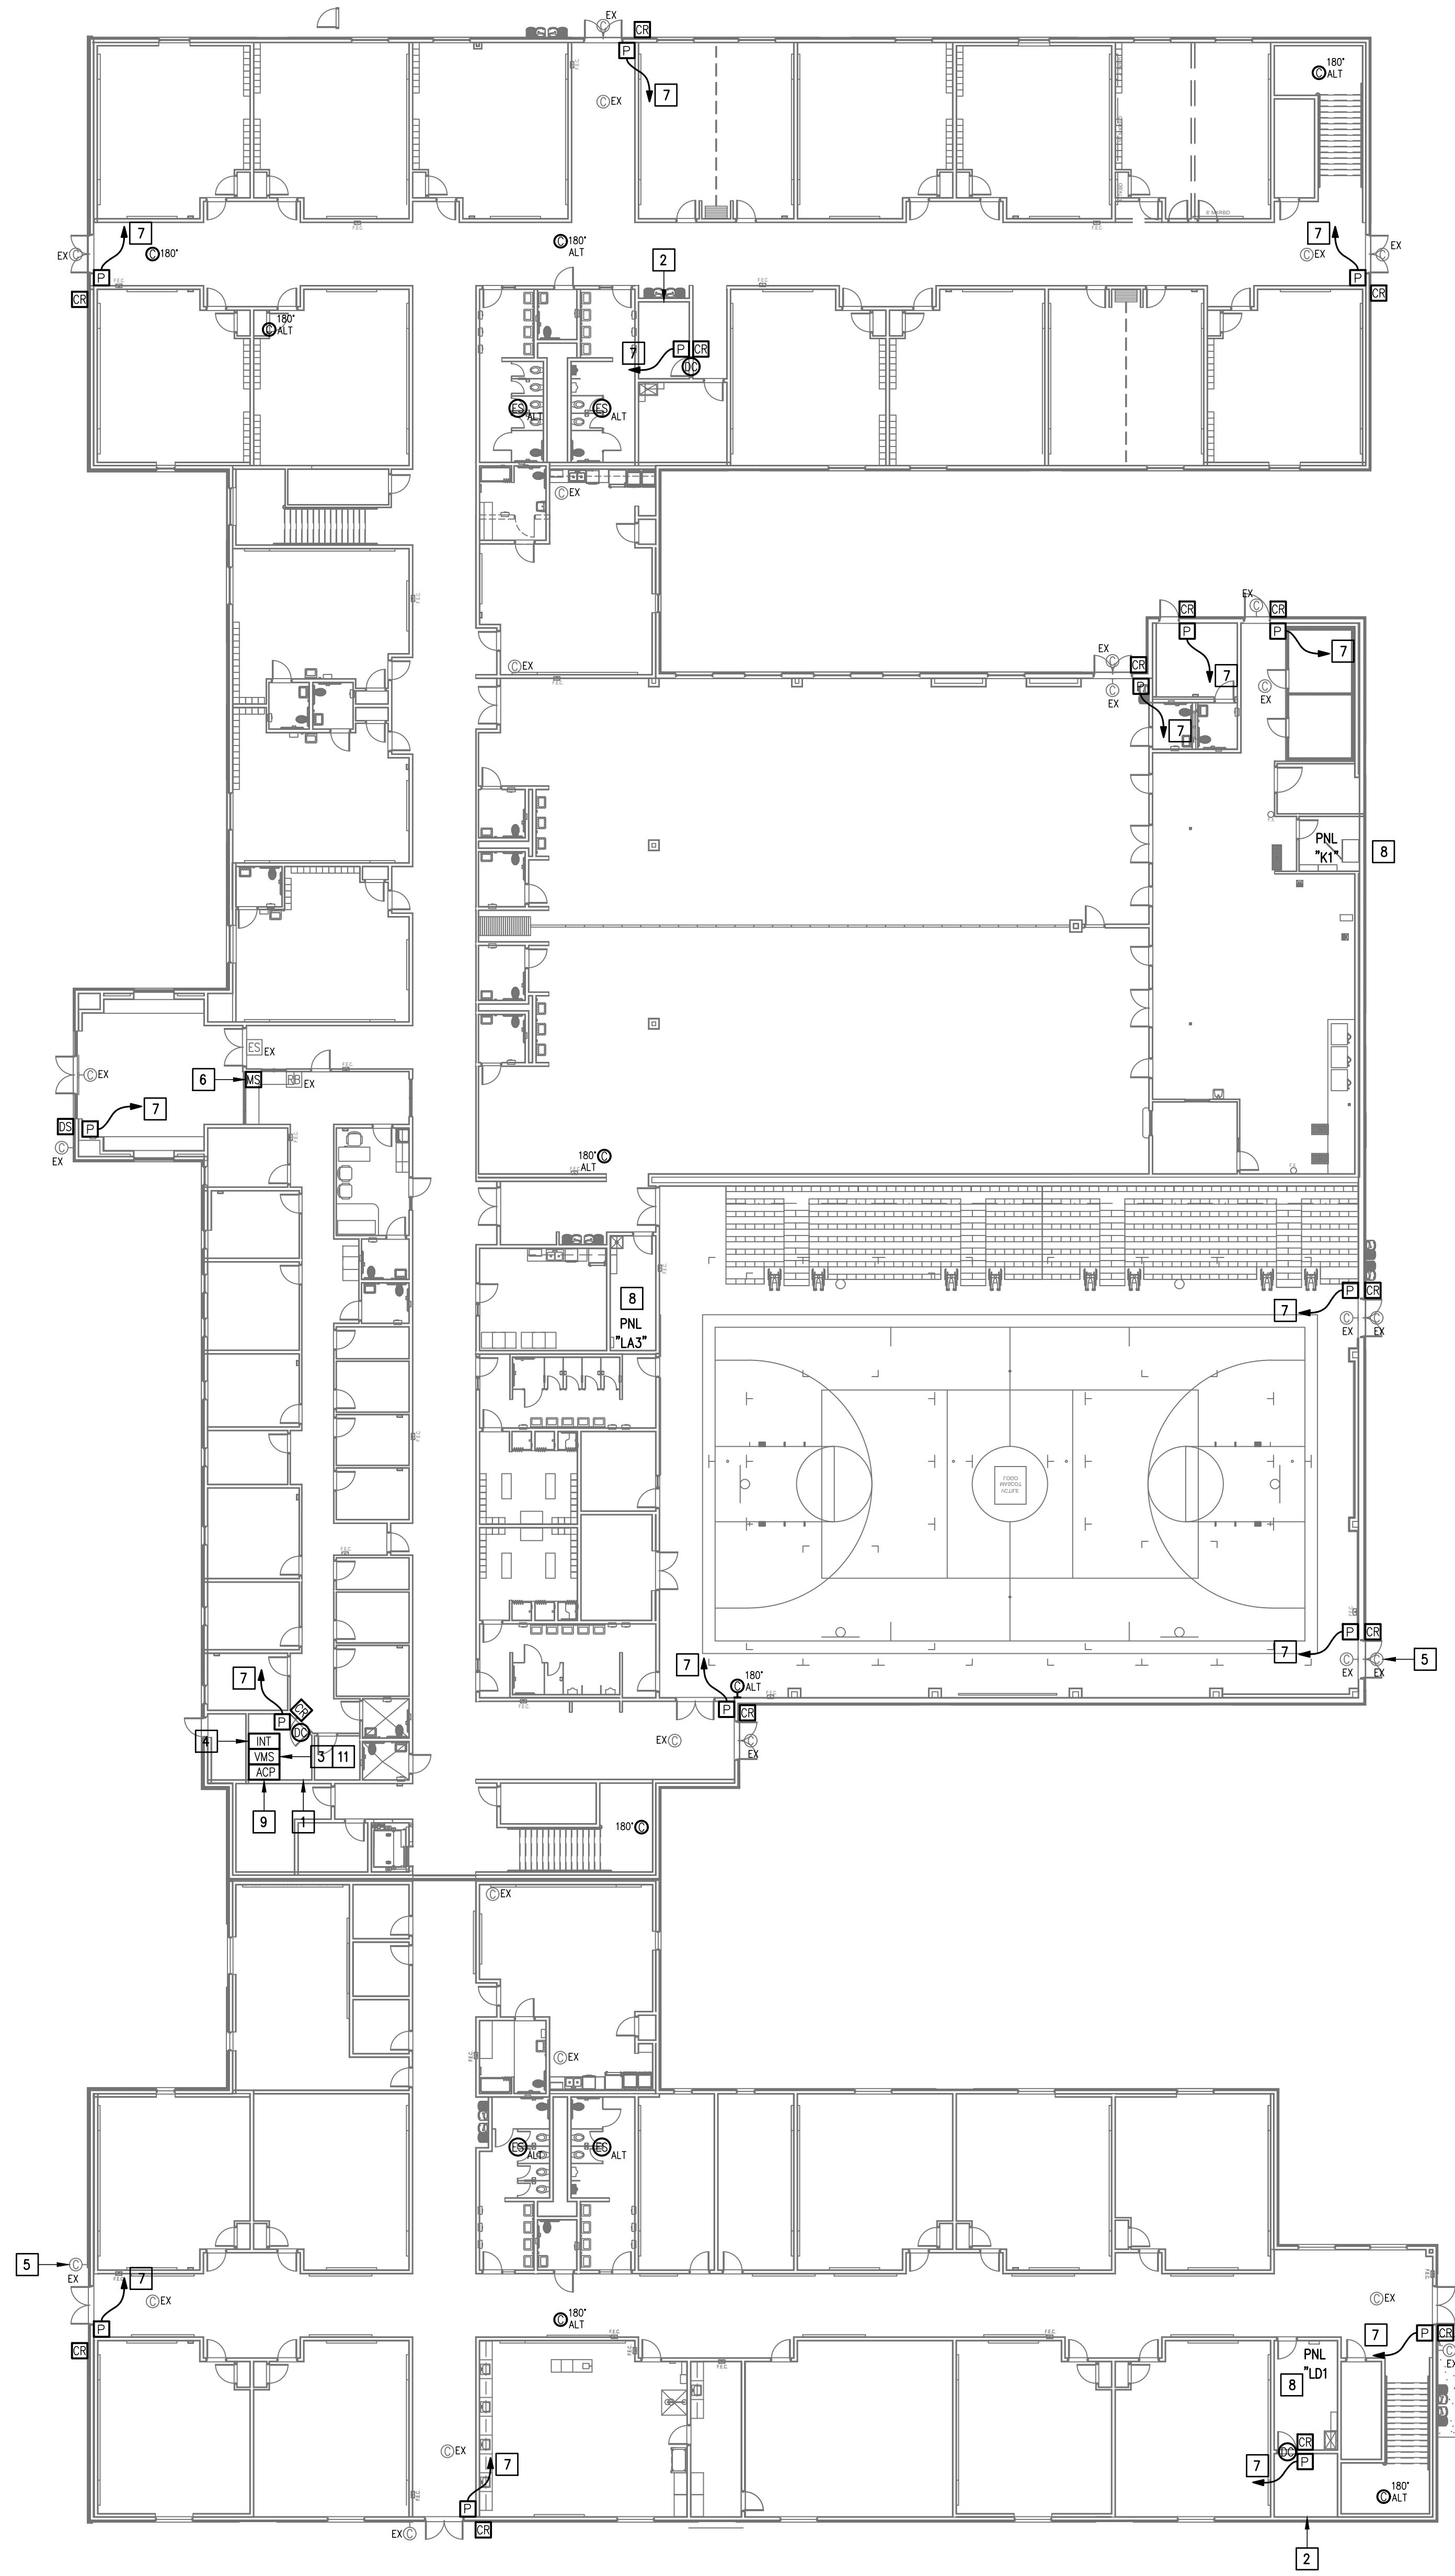 EX
C
CR
P
F.E.C.
7
C EX
C 180° ALT
EX C
7
C 180°
C 180° ALT
2
7
C EX
EX C
P
F.E.C.
P
CR
CR
C 180° ALT
7
P
CR
DC
ES ALT
ES ALT
C EX
F.E.C.
CR
EX C
CR
P
P
7
EX C
CR
C EX
7
C EX
P
C EX
F.E.C.
7
PNL
"K1"
8
ES EX
C EX
F.E.C.
6
MS
RB EX
7
DS
P
C EX
F.E.C.
180° C ALT
F.E.C.
8
PNL
"LA3"
F.E.C.
7
P
CR
C EX
C EX
F.E.C.
F.E.C.
F.E.C.
7
P
CR
C EX
C EX
5
7
7
C 180° ALT
F.E.C.
CR
P
DC
P
CR
4
INT
VMS
ACP
3
11
EX C
C EX
9
1
180° C
C EX
F.E.C.
C EX
ES ALT
ES ALT
5
C EX
F.E.C.
7
C EX
P
CR
C 180° ALT
F.E.C.
F.E.C.
F.E.C.
F.E.C.
C EX
7
P
CR
C EX
PNL
"LD1
8
CR
DC
P
7
C EX
F.E.C.
7
P
CR
EX C
C 180° ALT
2